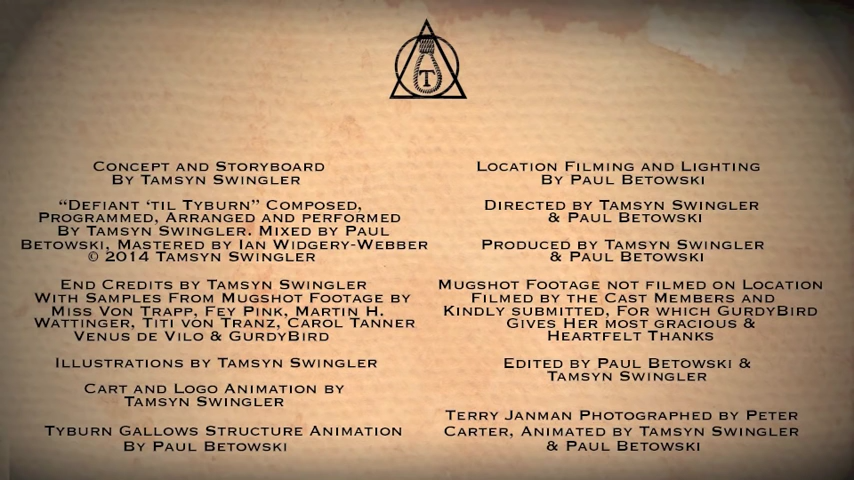 T
Concept and Storyboard
By Tamsyn Swingler
“Defiant ‘til Tyburn” Composed,
Programmed, Arranged and performed
By Tamsyn Swingler. Mixed by Paul
Betowski, Mastered by Ian Widgery-Webber
© 2014 Tamsyn Swingler
End Credits by Tamsyn Swingler
With Samples From Mugshot Footage by
Miss Von Trapp, Fey Pink, Martin H.
Wattinger, Titi von Tranz, Carol Tanner
Venus de Vilo & GurdyBird
Illustrations by Tamsyn Swingler
Cart and Logo Animation by
Tamsyn Swingler
Tyburn Gallows Structure Animation
By Paul Betowski
Location Filming and Lighting
By Paul Betowski
Directed by Tamsyn Swingler
& Paul Betowski
Produced by Tamsyn Swingler
& Paul Betowski
Mugshot Footage not filmed on Location
Filmed by the Cast Members and
Kindly submitted, For which GurdyBird
Gives Her most gracious &
Heartfelt Thanks
Edited by Paul Betowski &
Tamsyn Swingler
Terry Janman Photographed by Peter
Carter, Animated by Tamsyn Swingler
& Paul Betowski